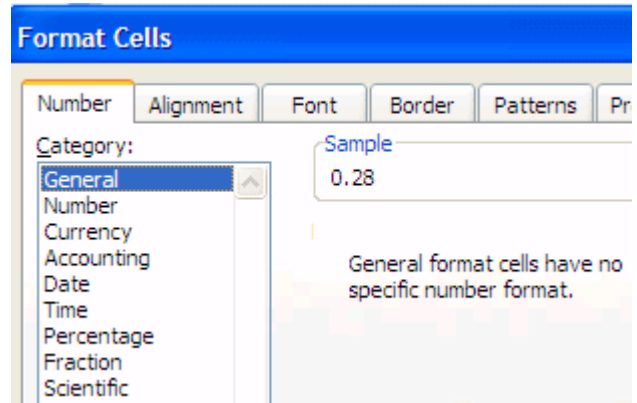 Format Cells
Number Alignment Font Border Patterns
Category:
General
Number
Currency
Accounting
Date
Time
Percentage
Fraction
Scientific
Sample
0.28
General format cells have no
specific number format.